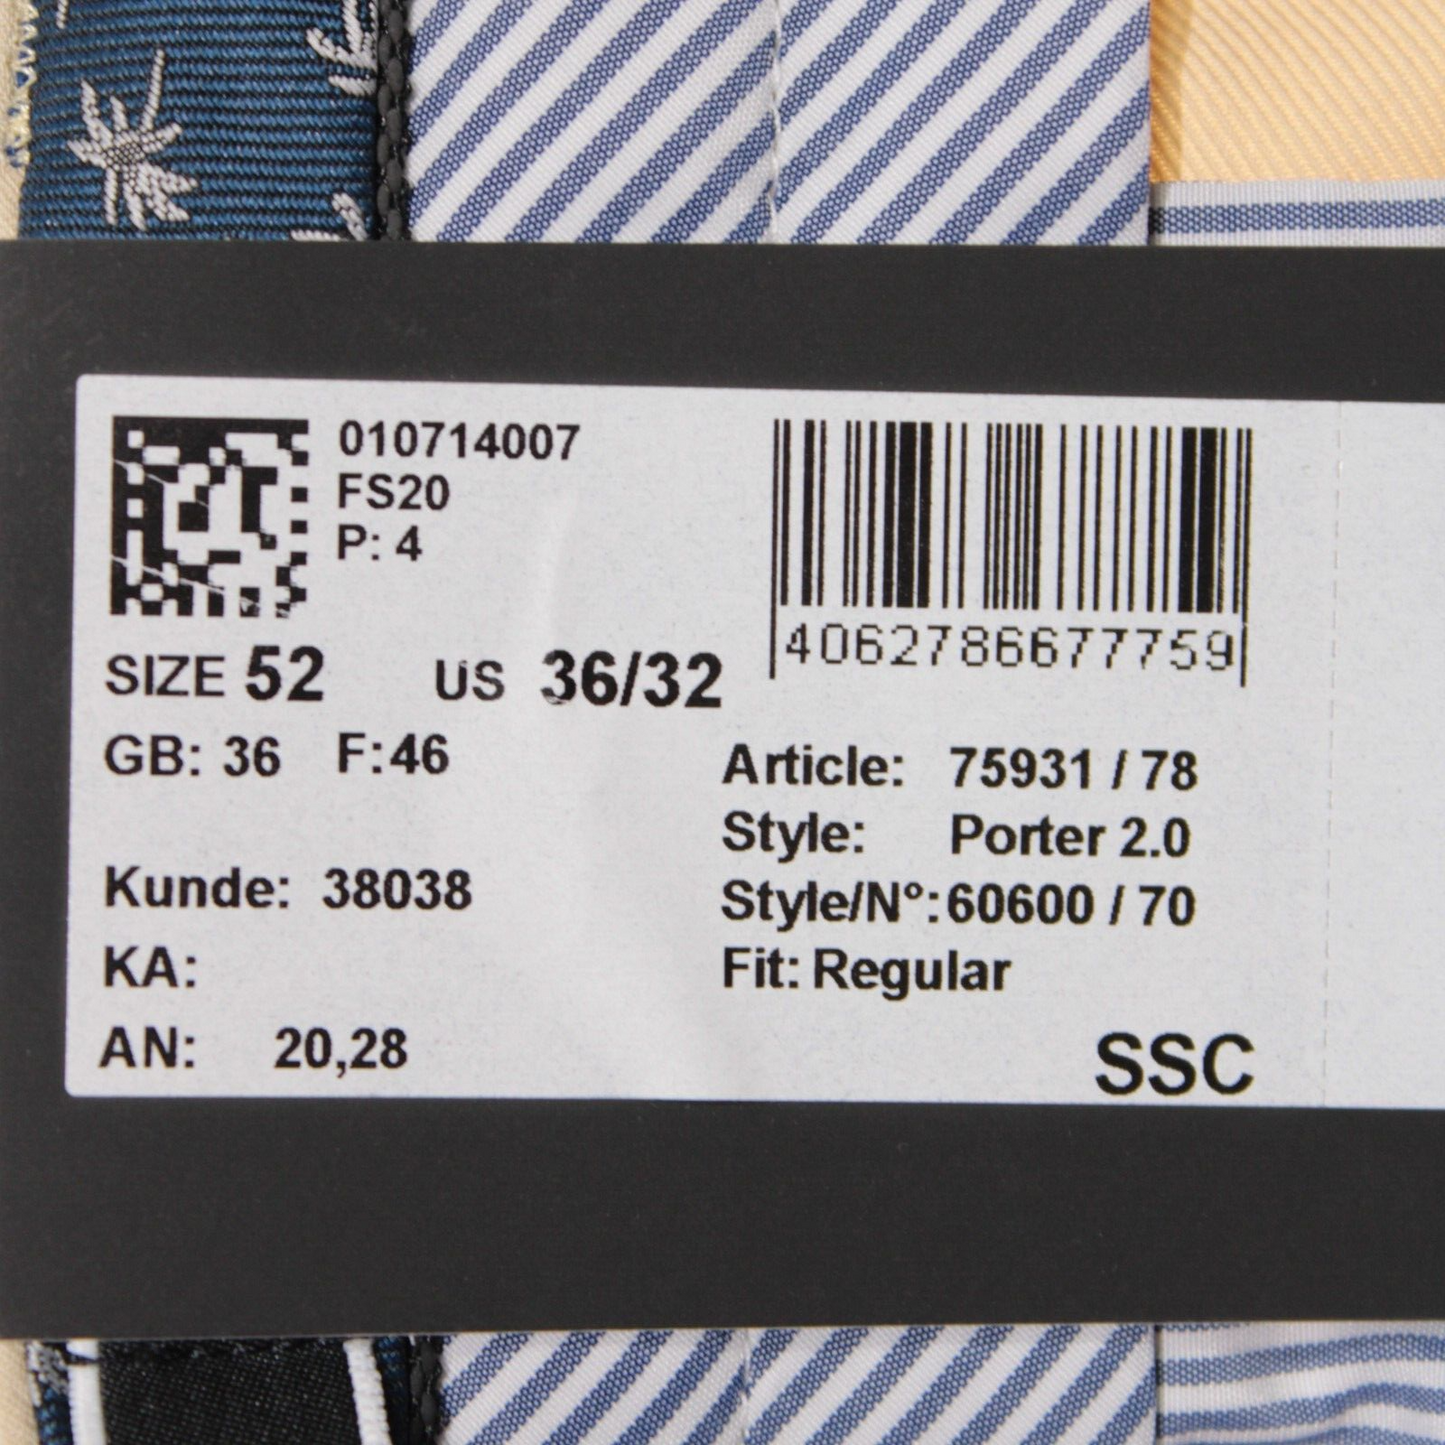 010714007
FS20
P: 4
4062786677759
SIZE 52 US 36/32
GB: 36 F:46
Article: 75931 / 78
Style: Porter 2.0
Style/N°:60600 / 70
Fit: Regular
Kunde: 38038
KA:
AN: 20,28
SSC